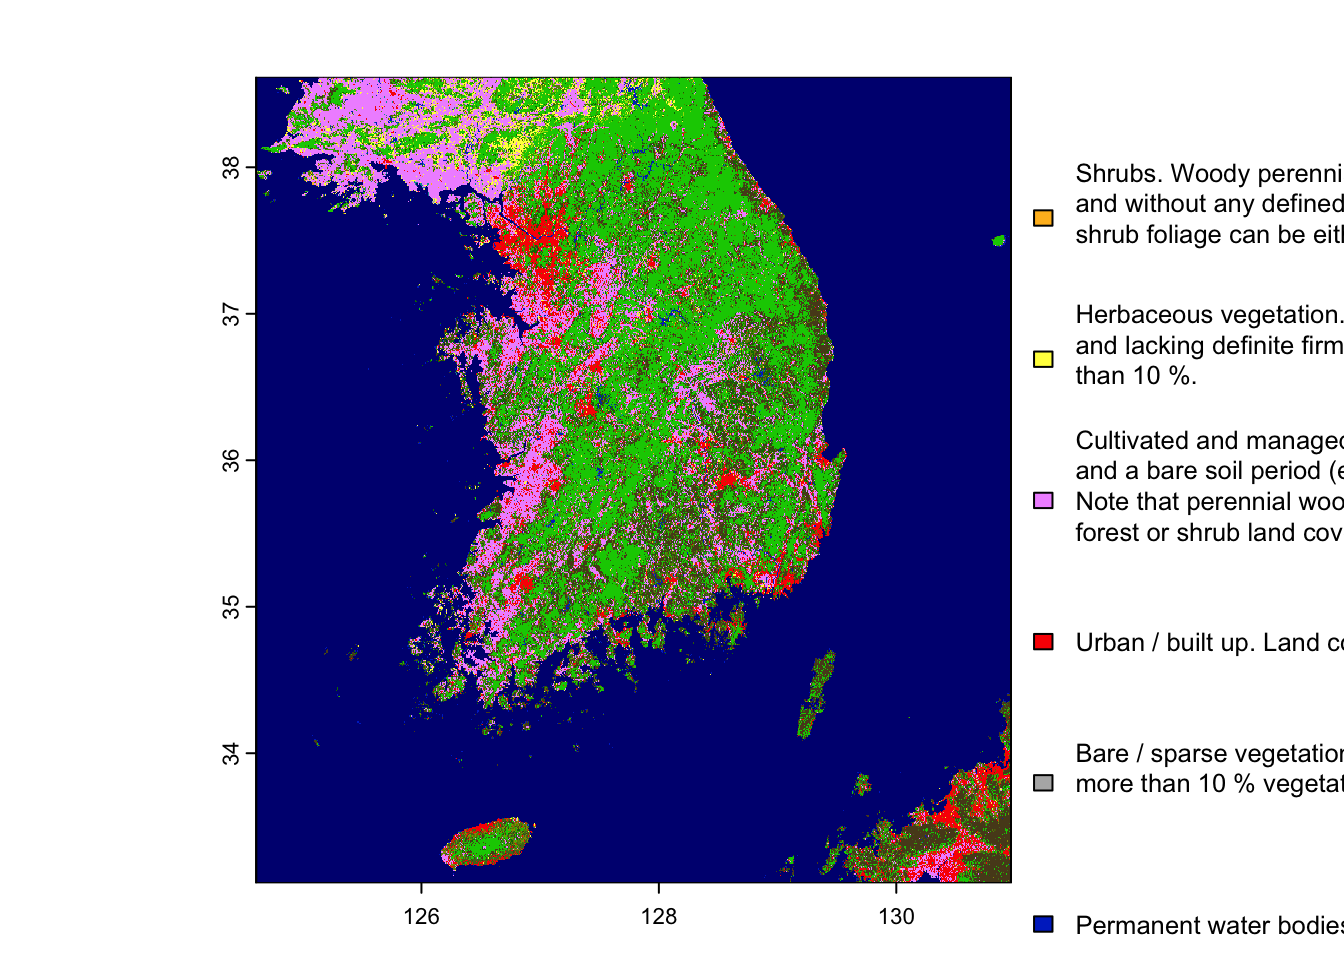 38
37
36
35
34
126
128
130
Shrubs. Woody perenni
and without any defined
shrub foliage can be eit
Herbaceous vegetation.
and lacking definite firm
than 10 %.
Cultivated and managed
and a bare soil period (e
Note that perennial woo
forest or shrub land cov
Urban / built up. Land co
Bare / sparse vegetation
more than 10 % vegetat
Permanent water bodies